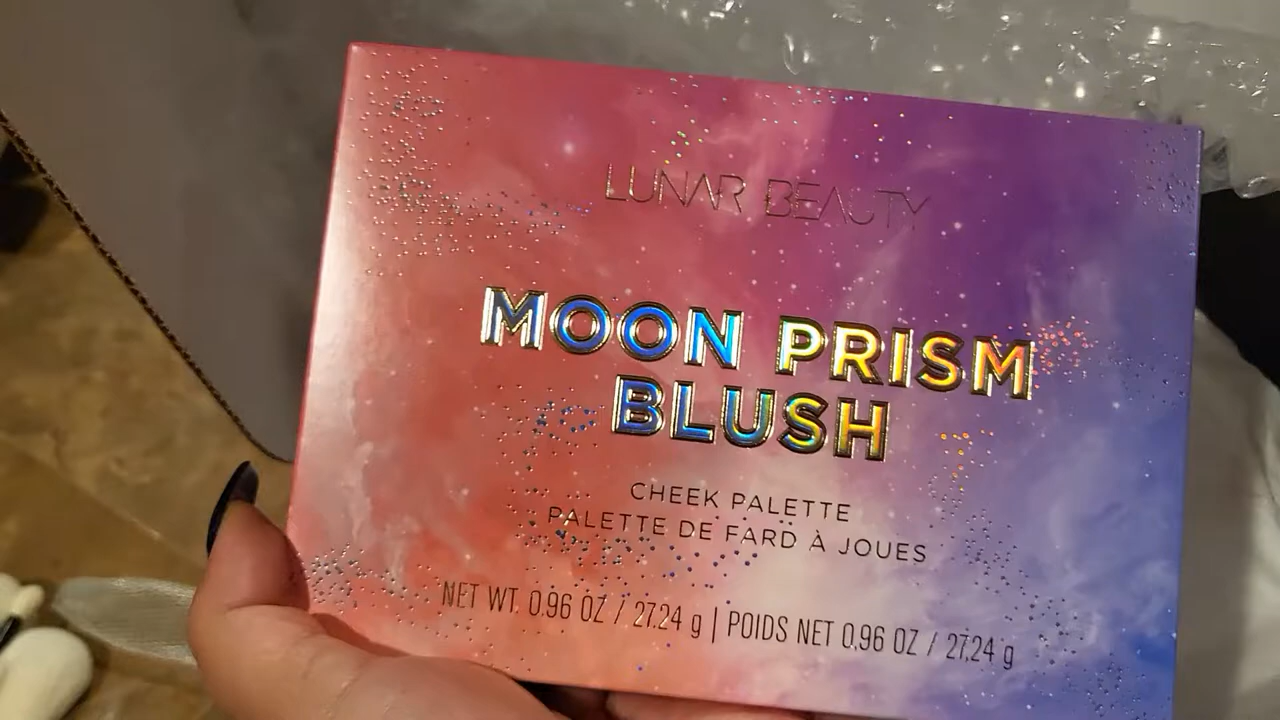 LUNAR BEAUTY
MOON PRISM
BLUSH
CHEEK PALETTE
PALETTE DE FARD À JOUES
NET WT. 0.96 OZ / 27.24 g | POIDS NET 0.96 OZ / 27.24 g